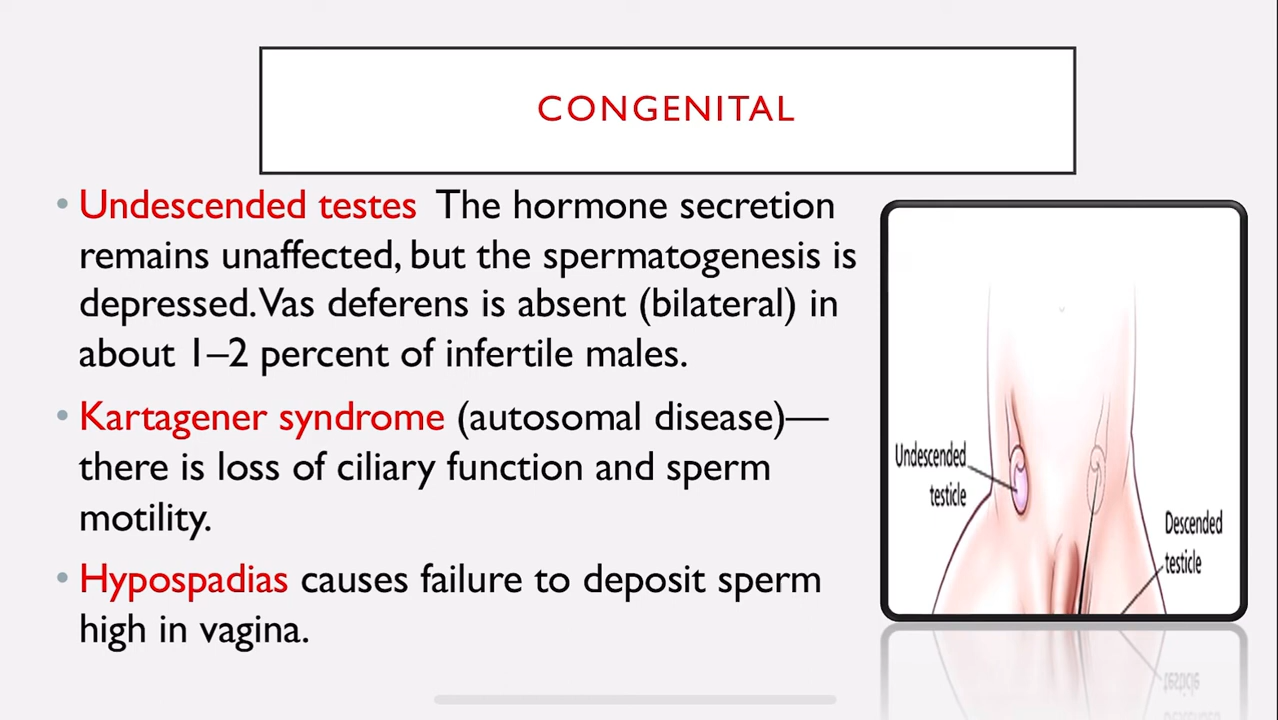 CONGENITAL
• Undescended testes The hormone secretion
remains unaffected, but the spermatogenesis is
depressed. Vas deferens is absent (bilateral) in
about 1–2 percent of infertile males.
• Kartagener syndrome (autosomal disease)—
there is loss of ciliary function and sperm
motility.
• Hypospadias causes failure to deposit sperm
high in vagina.
Undescended
testicle
Descended
testicle